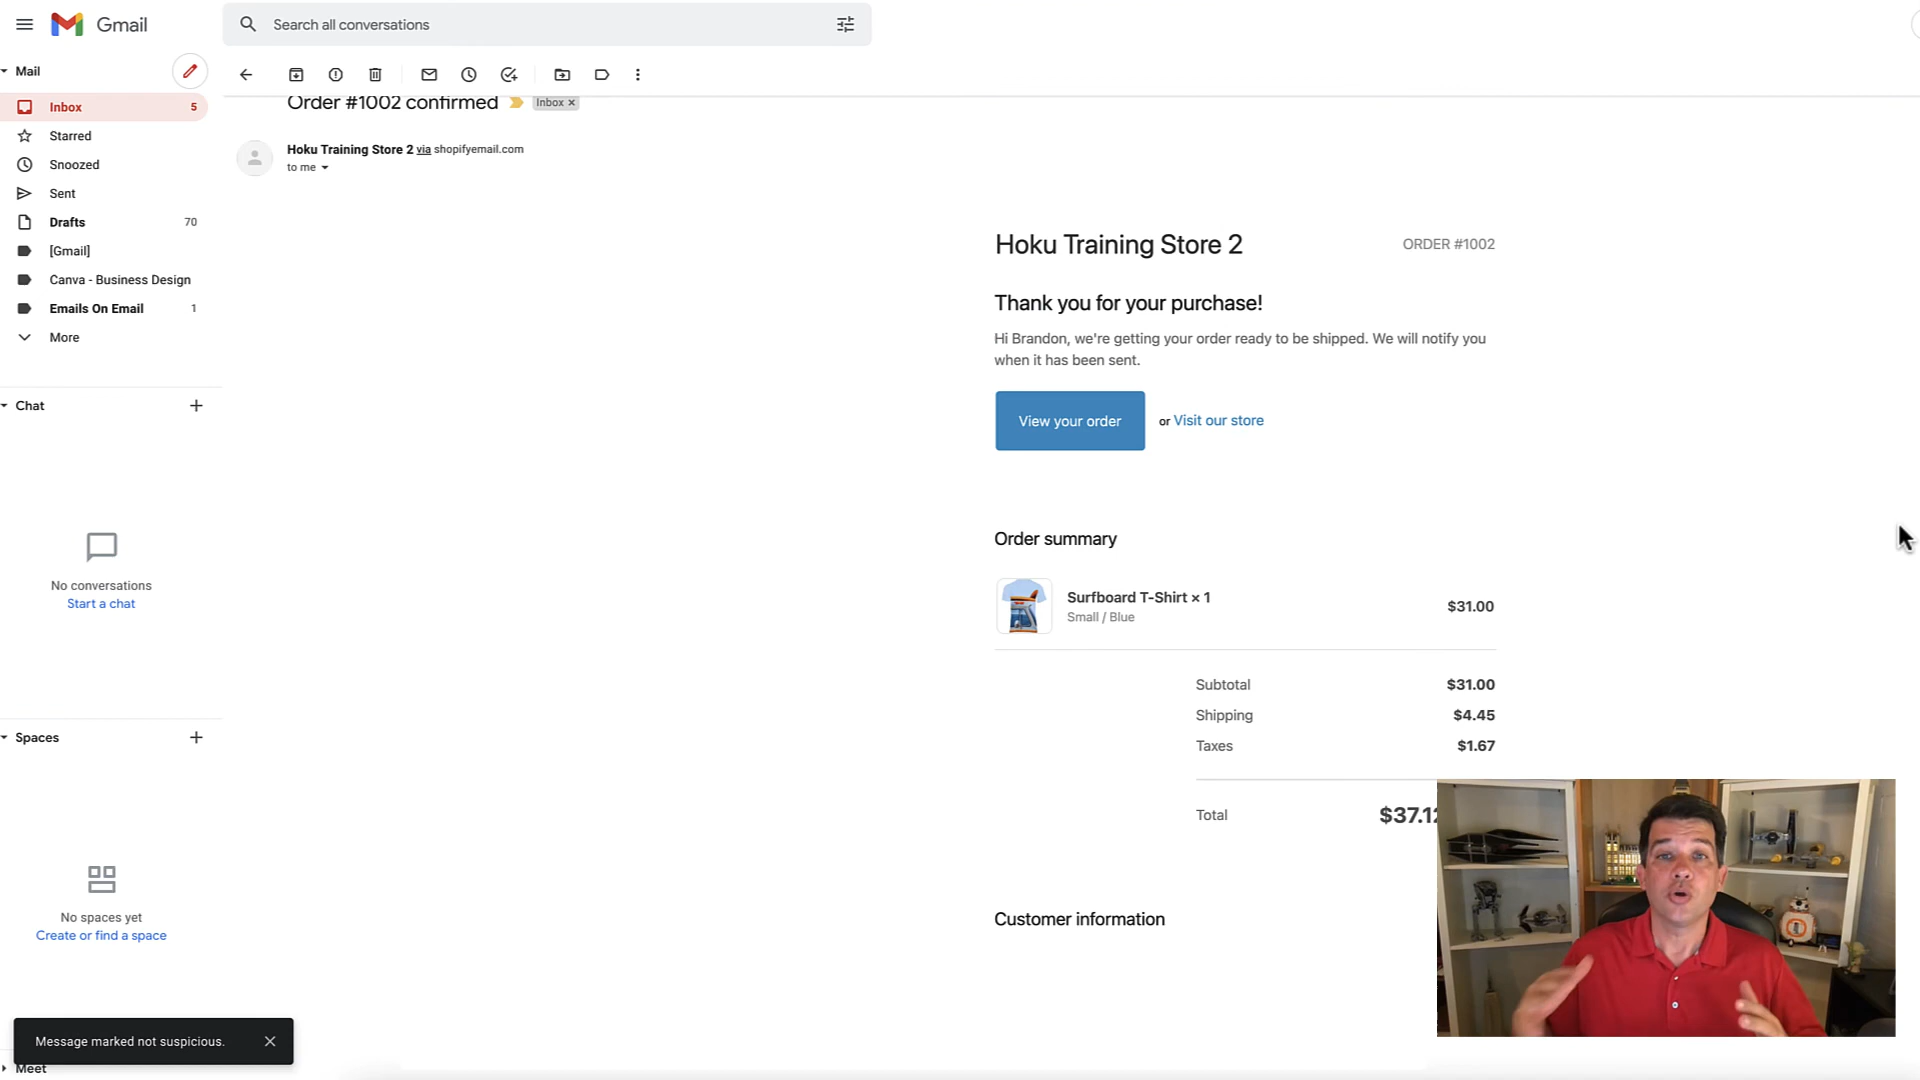 Gmail
Search all conversations
Mail
Inbox 5
Starred
Snoozed
Sent
Drafts 70
[Gmail]
Canva - Business Design
Emails On Email 1
More
Chat
No conversations
Start a chat
Spaces
No spaces yet
Create or find a space
Message marked not suspicious.
Meet
Order #1002 confirmed Inbox ×
Hoku Training Store 2 via shopifyemail.com
to me
Hoku Training Store 2 ORDER #1002
Thank you for your purchase!
Hi Brandon, we're getting your order ready to be shipped. We will notify you
when it has been sent.
View your order or Visit our store
Order summary
Surfboard T-Shirt × 1 $31.00
Small / Blue
Subtotal $31.00
Shipping $4.45
Taxes $1.67
Total $37.12
Customer information